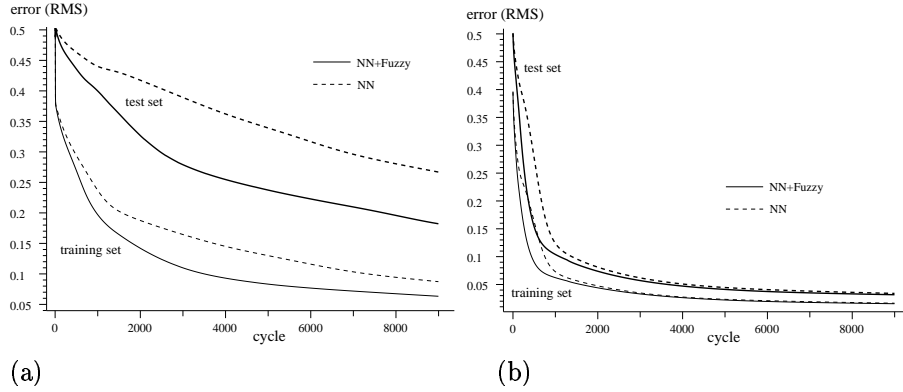 error (RMS)
0.5
0.45
0.4
0.35
0.3
0.25
0.2
0.15
0.1
0.05
0
2000
4000
6000
8000
cycle
NN+Fuzzy
NN
test set
training set
(a)
error (RMS)
0.5
0.45
0.4
0.35
0.3
0.25
0.2
0.15
0.1
0.05
0
2000
4000
6000
8000
cycle
test set
NN+Fuzzy
NN
training set
(b)